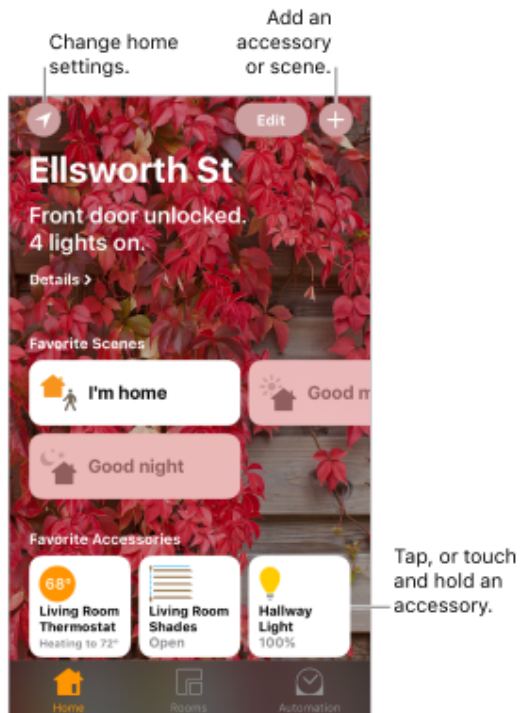 Change home
settings.
Add an
accessory
or scene.
Edit
Ellsworth St
Front door unlocked.
4 lights on.
Details >
Favorite Scenes
I'm home
Good m
Good night
Favorite Accessories
68°
Living Room
Thermostat
Heating to 72°
Living Room
Shades
Open
Hallway
Light
100%
Tap, or touch
and hold an
accessory.
Home
Rooms
Automation